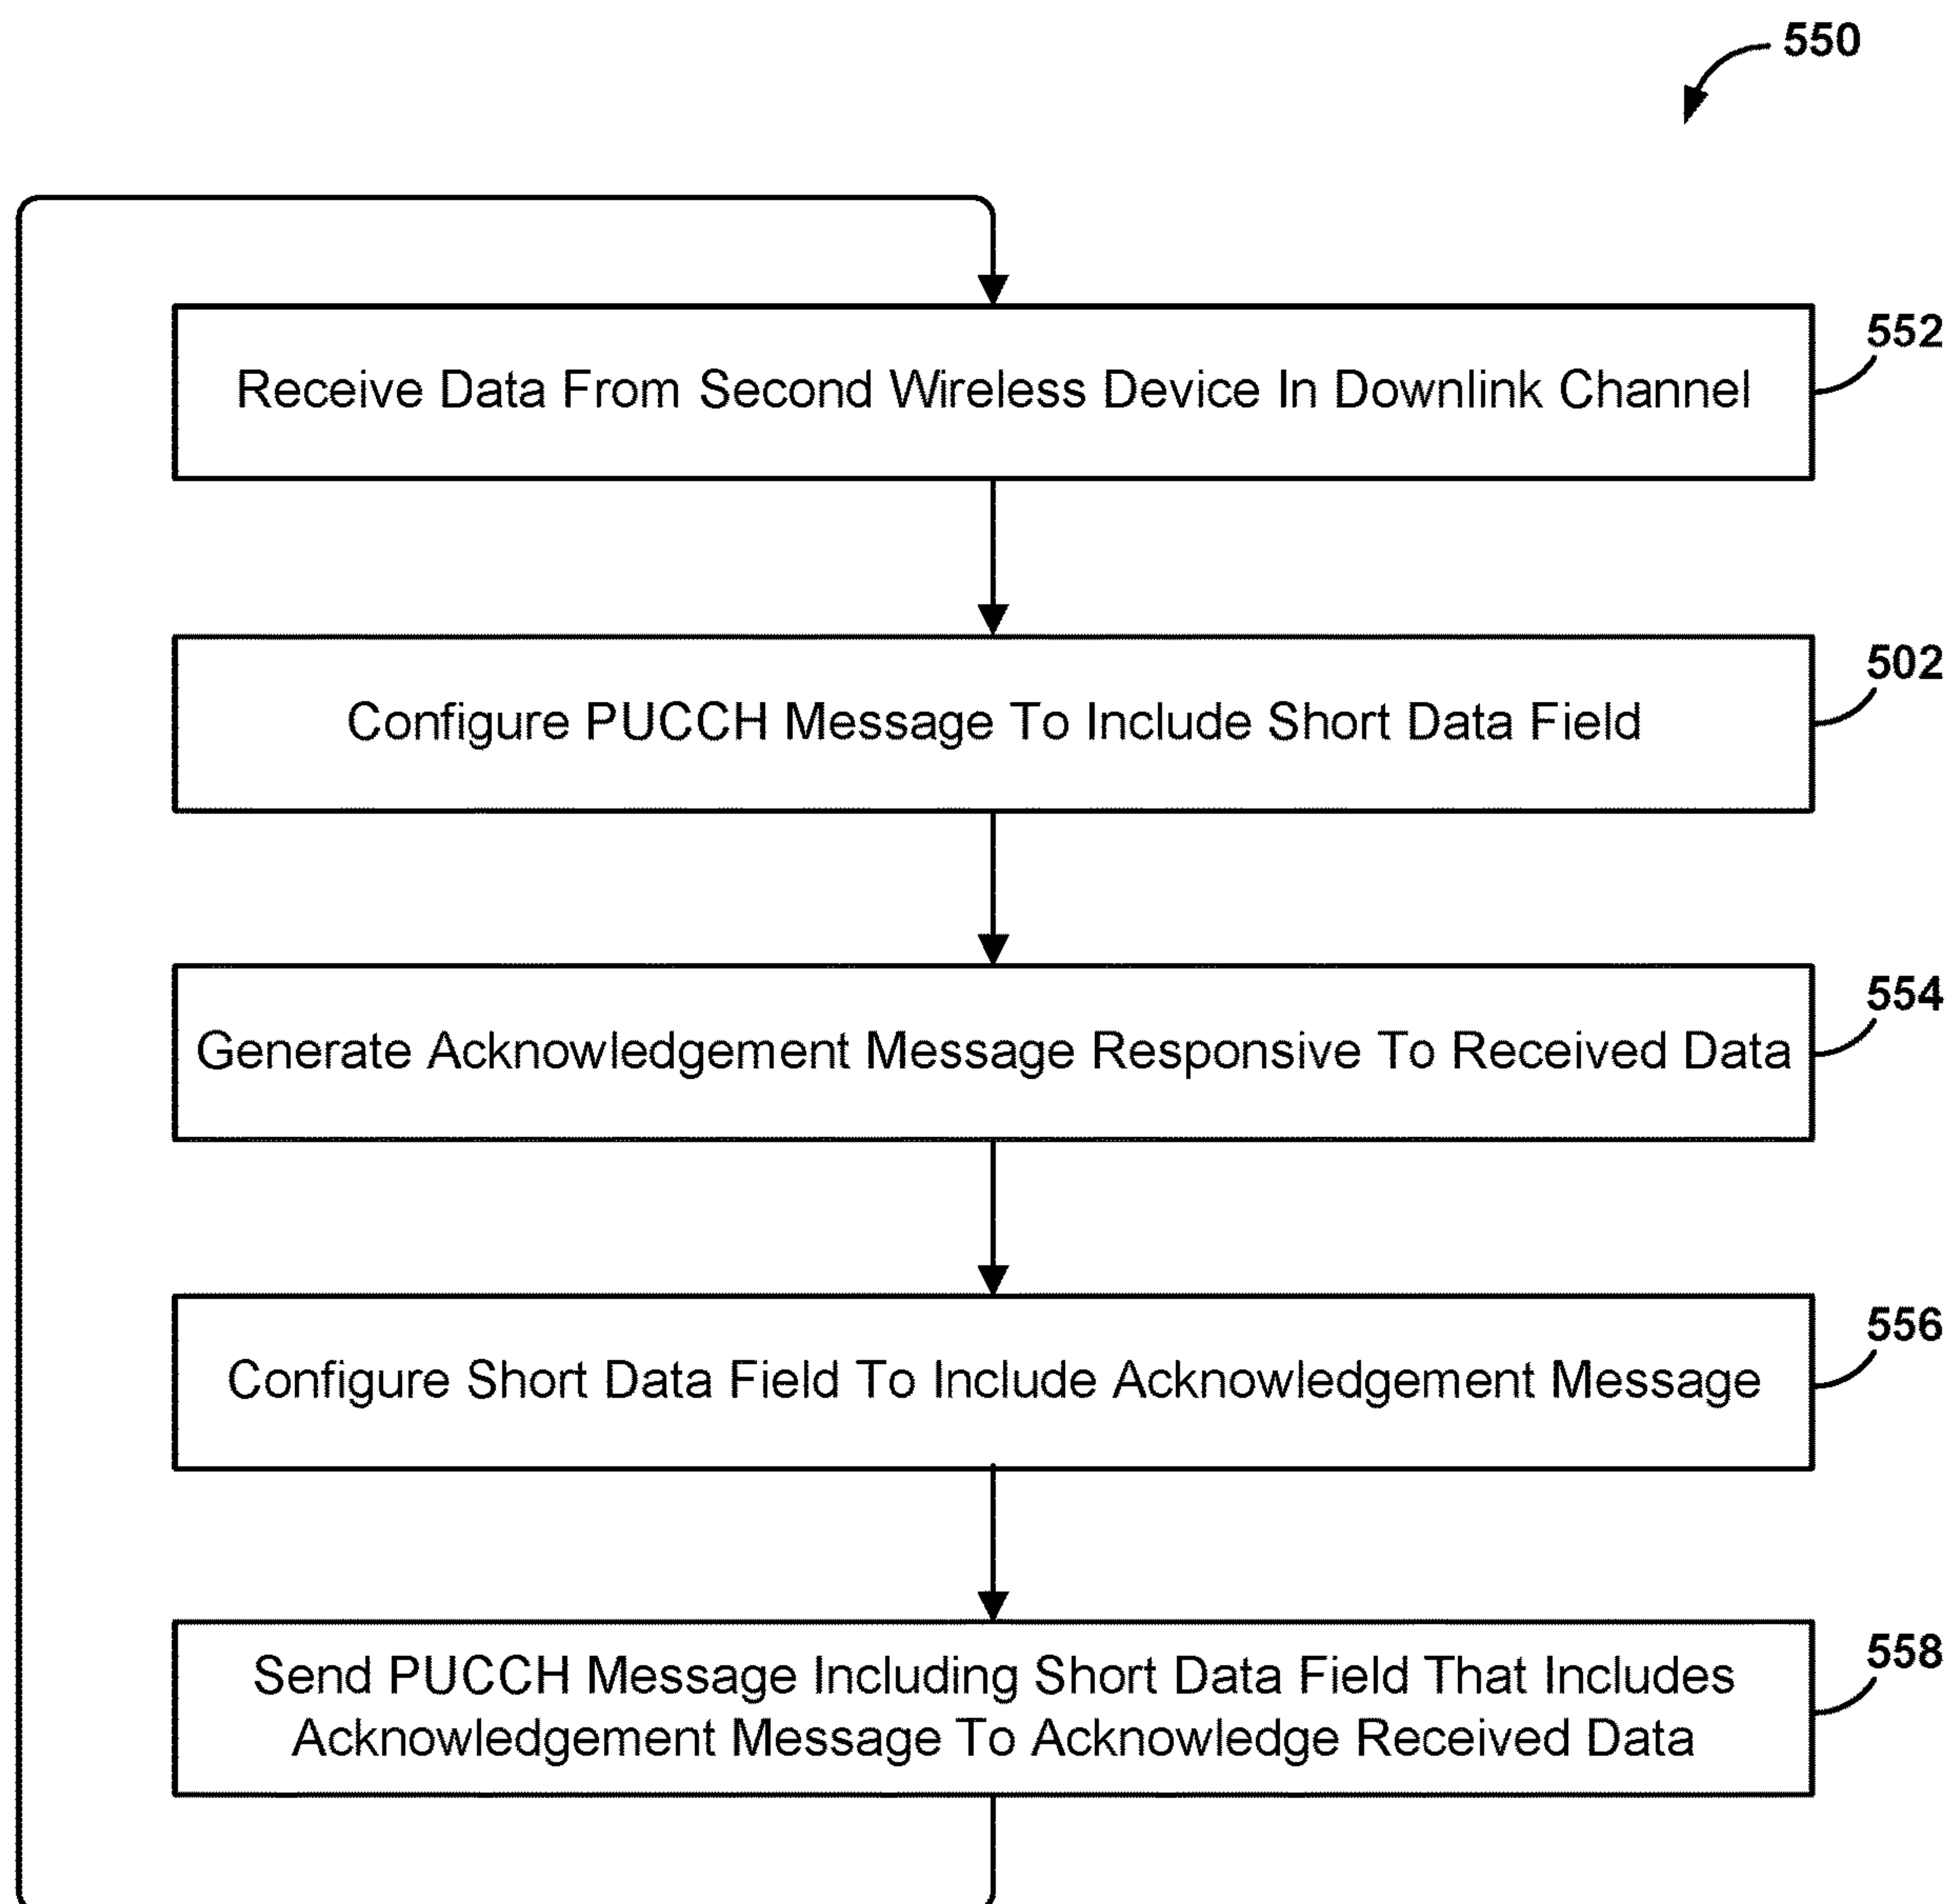 550
Receive Data From Second Wireless Device In Downlink Channel
552
Configure PUCCH Message To Include Short Data Field
502
Generate Acknowledgement Message Responsive To Received Data
554
Configure Short Data Field To Include Acknowledgement Message
556
Send PUCCH Message Including Short Data Field That Includes
Acknowledgement Message To Acknowledge Received Data
558